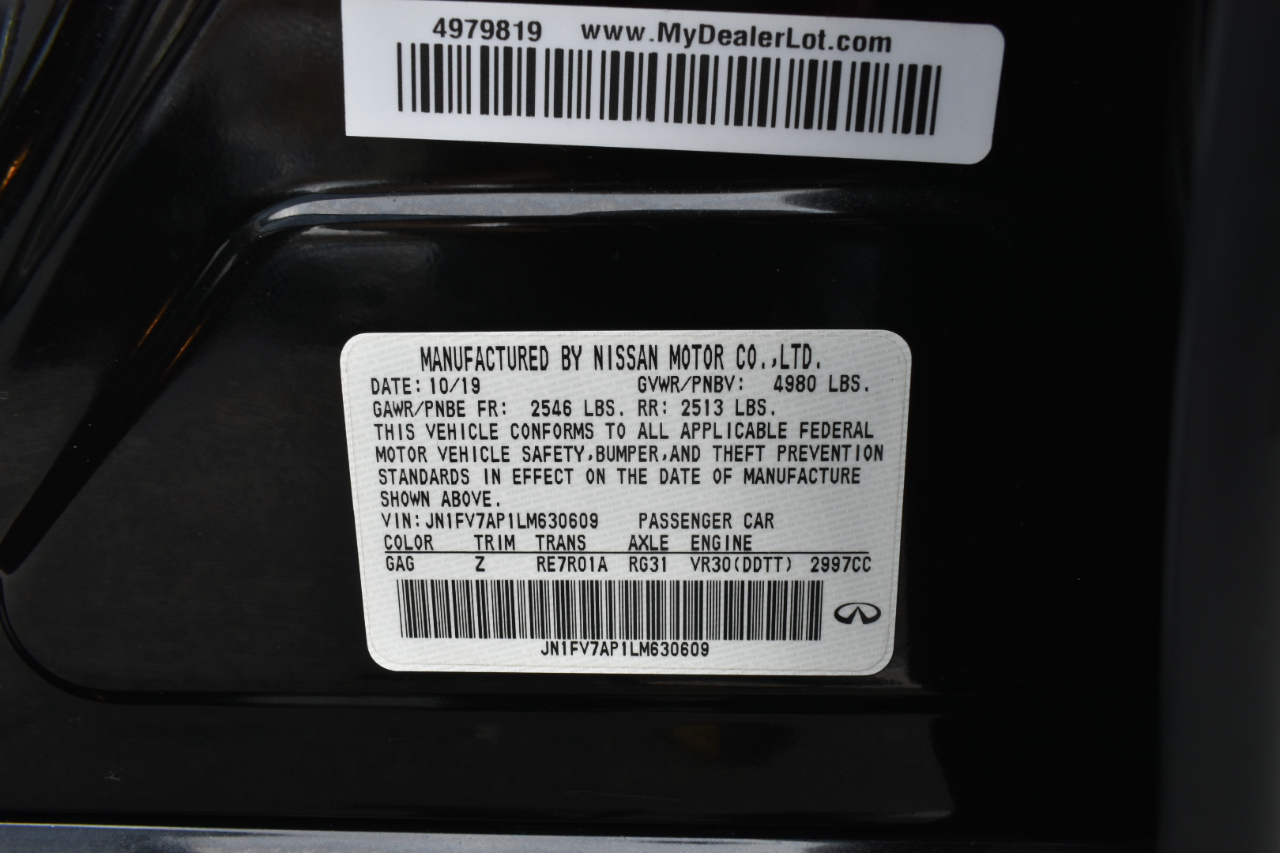 4979819 www.MyDealerLot.com
MANUFACTURED BY NISSAN MOTOR CO.,LTD.
DATE: 10/19 GVWR/PNBV: 4980 LBS.
GAWR/PNBE FR: 2546 LBS. RR: 2513 LBS.
THIS VEHICLE CONFORMS TO ALL APPLICABLE FEDERAL
MOTOR VEHICLE SAFETY,BUMPER,AND THEFT PREVENTION
STANDARDS IN EFFECT ON THE DATE OF MANUFACTURE
SHOWN ABOVE.
VIN:JN1FV7AP1LM630609 PASSENGER CAR
COLOR TRIM TRANS AXLE ENGINE
GAG Z RE7R01A RG31 VR30(DDTT) 2997CC
JN1FV7AP1LM630609